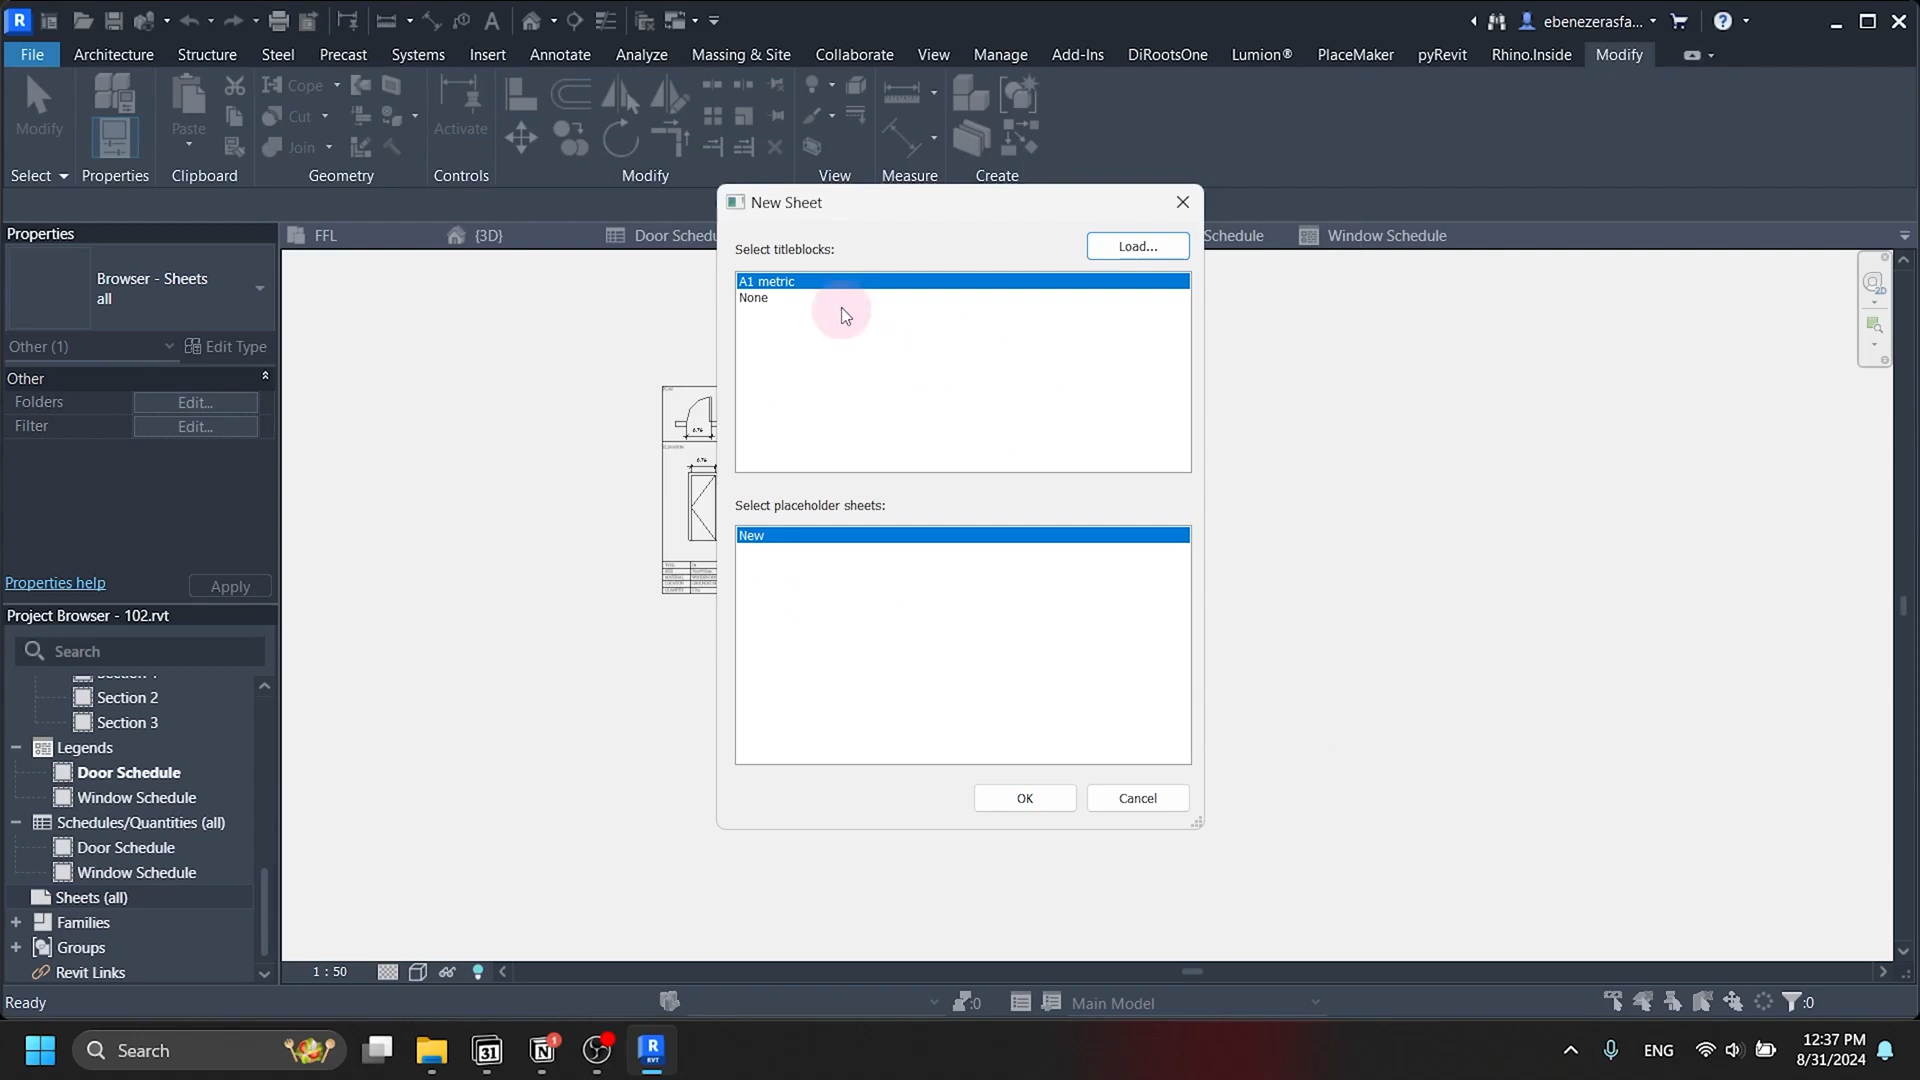 ebenezerasfa...
File
Architecture
Structure
Steel
Precast
Systems
Insert
Annotate
Analyze
Massing & Site
Collaborate
View
Manage
Add-Ins
DiRootsOne
Lumion®
PlaceMaker
pyRevit
Rhino.Inside
Modify
Modify
Paste
Cope
Cut
Join
Activate
Select
Properties
Clipboard
Geometry
Controls
Modify
View
Measure
Create
Properties
FFL
{3D}
Door Schedu
Schedule
Window Schedule
Browser - Sheets
all
Other (1)
Edit Type
Other
Folders
Edit...
Filter
Edit...
Properties help
Apply
New Sheet
Select titleblocks:
Load...
A1 metric
None
Select placeholder sheets:
New
OK
Cancel
Project Browser - 102.rvt
Search
Section 2
Section 3
Legends
Door Schedule
Window Schedule
Schedules/Quantities (all)
Door Schedule
Window Schedule
Sheets (all)
Families
Groups
Revit Links
1 : 50
Ready
:0
Main Model
:0
Search
31
ENG
12:37 PM
8/31/2024